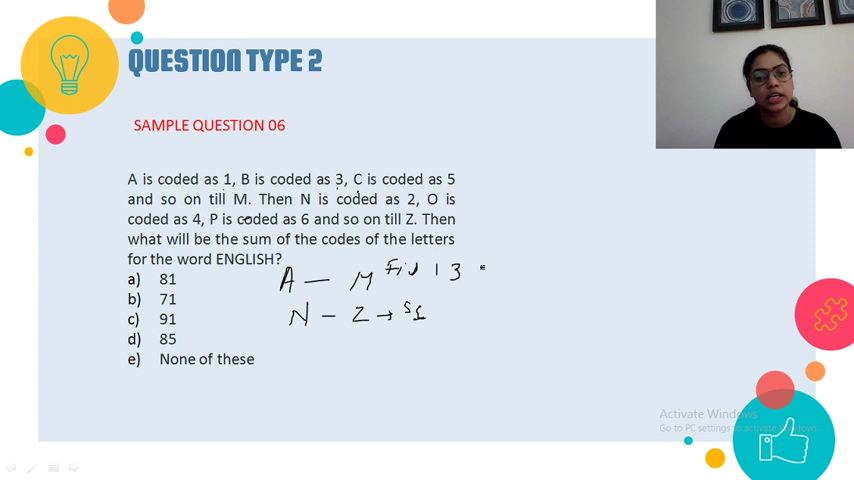 QUESTION TYPE 2
SAMPLE QUESTION 06
A is coded as 1, B is coded as 3, C is coded as 5
and so on till M. Then N is coded as 2, O is
coded as 4, P is coded as 6 and so on till Z. Then
what will be the sum of the codes of the letters
for the word ENGLISH?
a) 81
b) 71
c) 91
d) 85
e) None of these
A — M 13
N — Z →
Activate Windows
Go to PC settings to activate Windows.